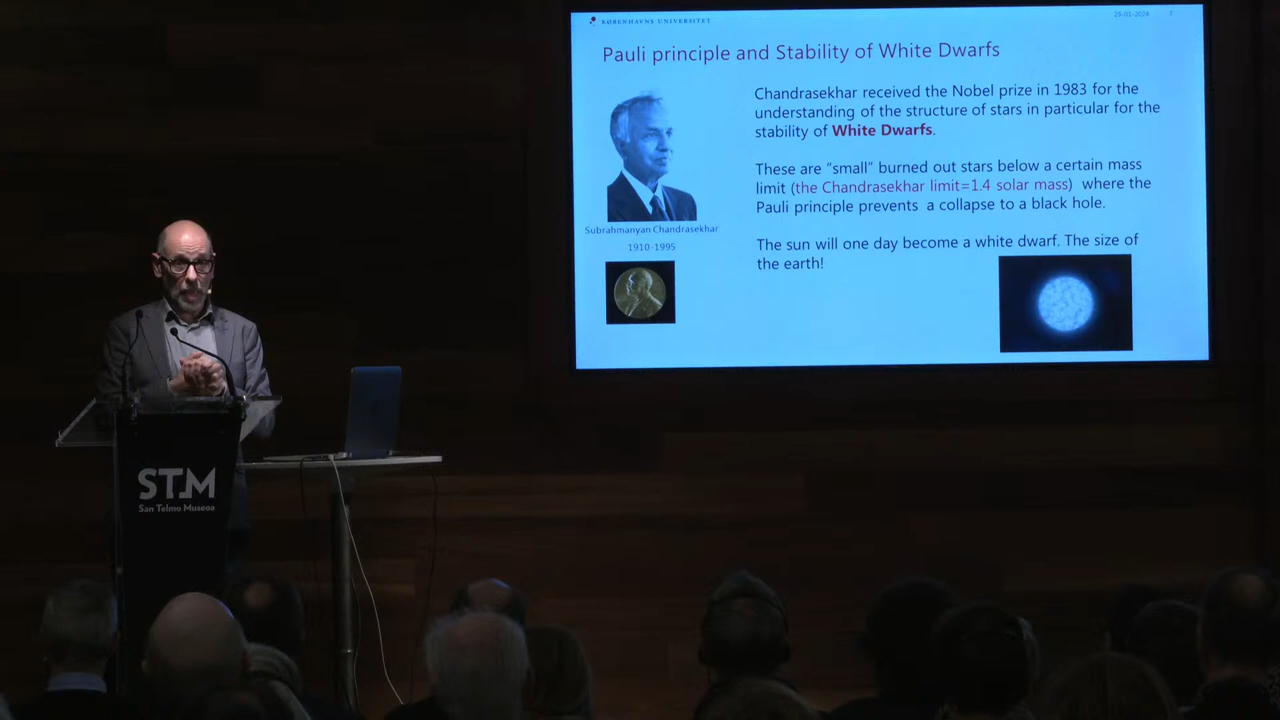 KØBENHAVNS UNIVERSITET
25-01-2024 7
Pauli principle and Stability of White Dwarfs
Chandrasekhar received the Nobel prize in 1983 for the
understanding of the structure of stars in particular for the
stability of White Dwarfs.
These are “small” burned out stars below a certain mass
limit (the Chandrasekhar limit=1.4 solar mass) where the
Pauli principle prevents a collapse to a black hole.
The sun will one day become a white dwarf. The size of
the earth!
Subrahmanyan Chandrasekhar
1910-1995
STM
San Telmo Museoa